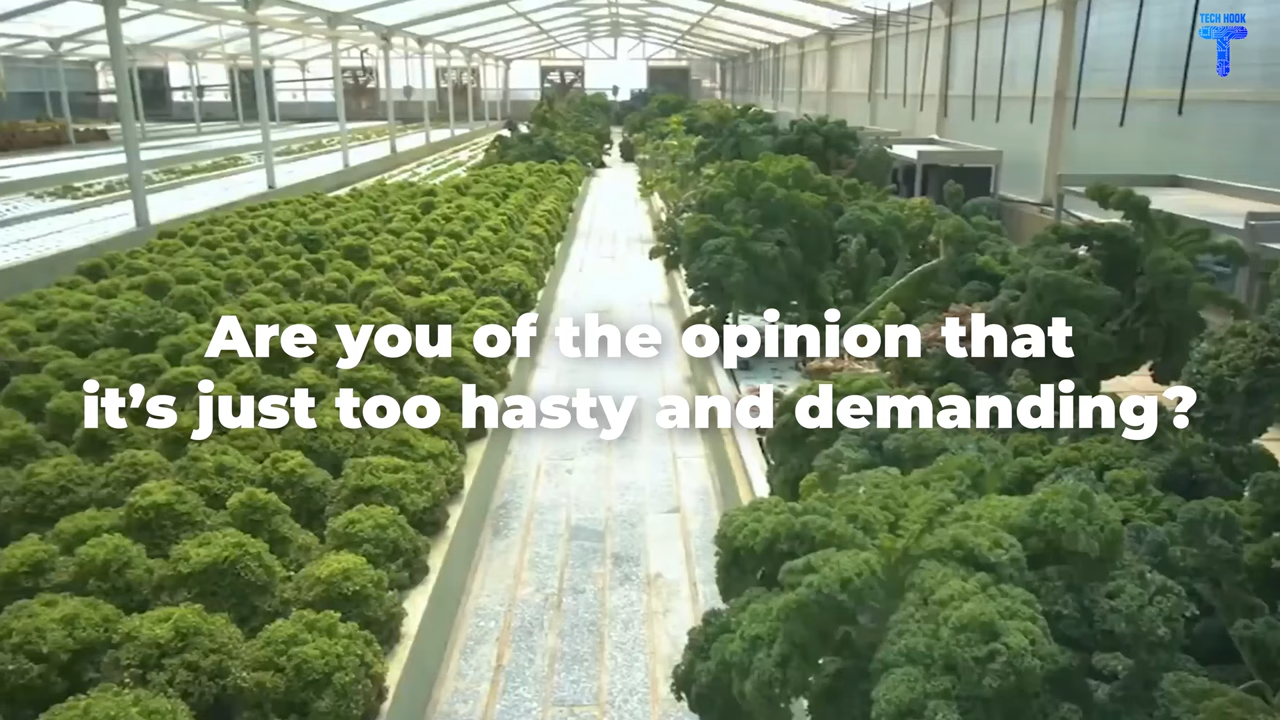 TECH HOOK
Are you of the opinion that
it's just too hasty and demanding?